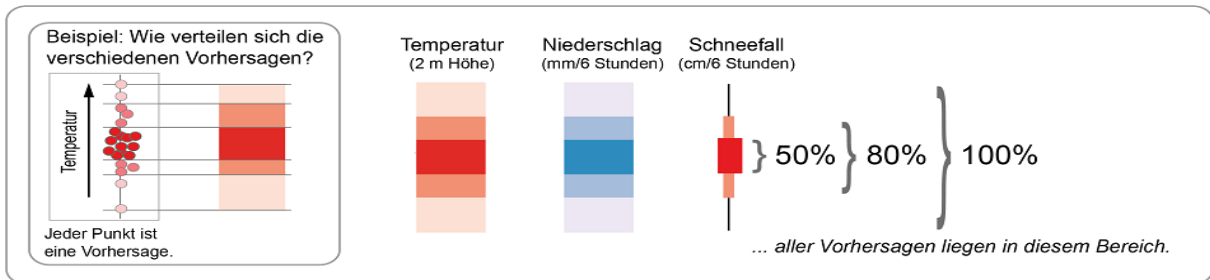 Beispiel: Wie verteilen sich die
verschiedenen Vorhersagen?
Temperatur
Jeder Punkt ist
eine Vorhersage.
Temperatur
(2 m Höhe)
Niederschlag
(mm/6 Stunden)
Schneefall
(cm/6 Stunden)
50%
80%
100%
... aller Vorhersagen liegen in diesem Bereich.